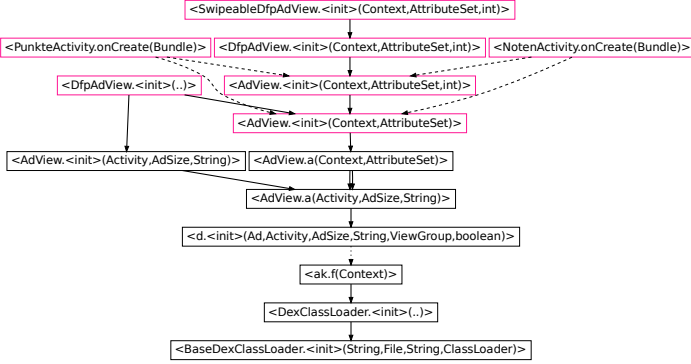 <SwipeableDfpAdView.<init>(Context,AttributeSet,int)>
<PunkteActivity.onCreate(Bundle)>
<DfpAdView.<init>(Context,AttributeSet,int)>
<NotenActivity.onCreate(Bundle)>
<DfpAdView.<init>(..)>
<AdView.<init>(Context,AttributeSet,int)>
<AdView.<init>(Context,AttributeSet)>
<AdView.<init>(Activity,AdSize,String)>
<AdView.a(Context,AttributeSet)>
<AdView.a(Activity,AdSize,String)>
<d.<init>(Ad,Activity,AdSize,String,ViewGroup,boolean)>
<ak.f(Context)>
<DexClassLoader.<init>(..)>
<BaseDexClassLoader.<init>(String,File,String,ClassLoader)>